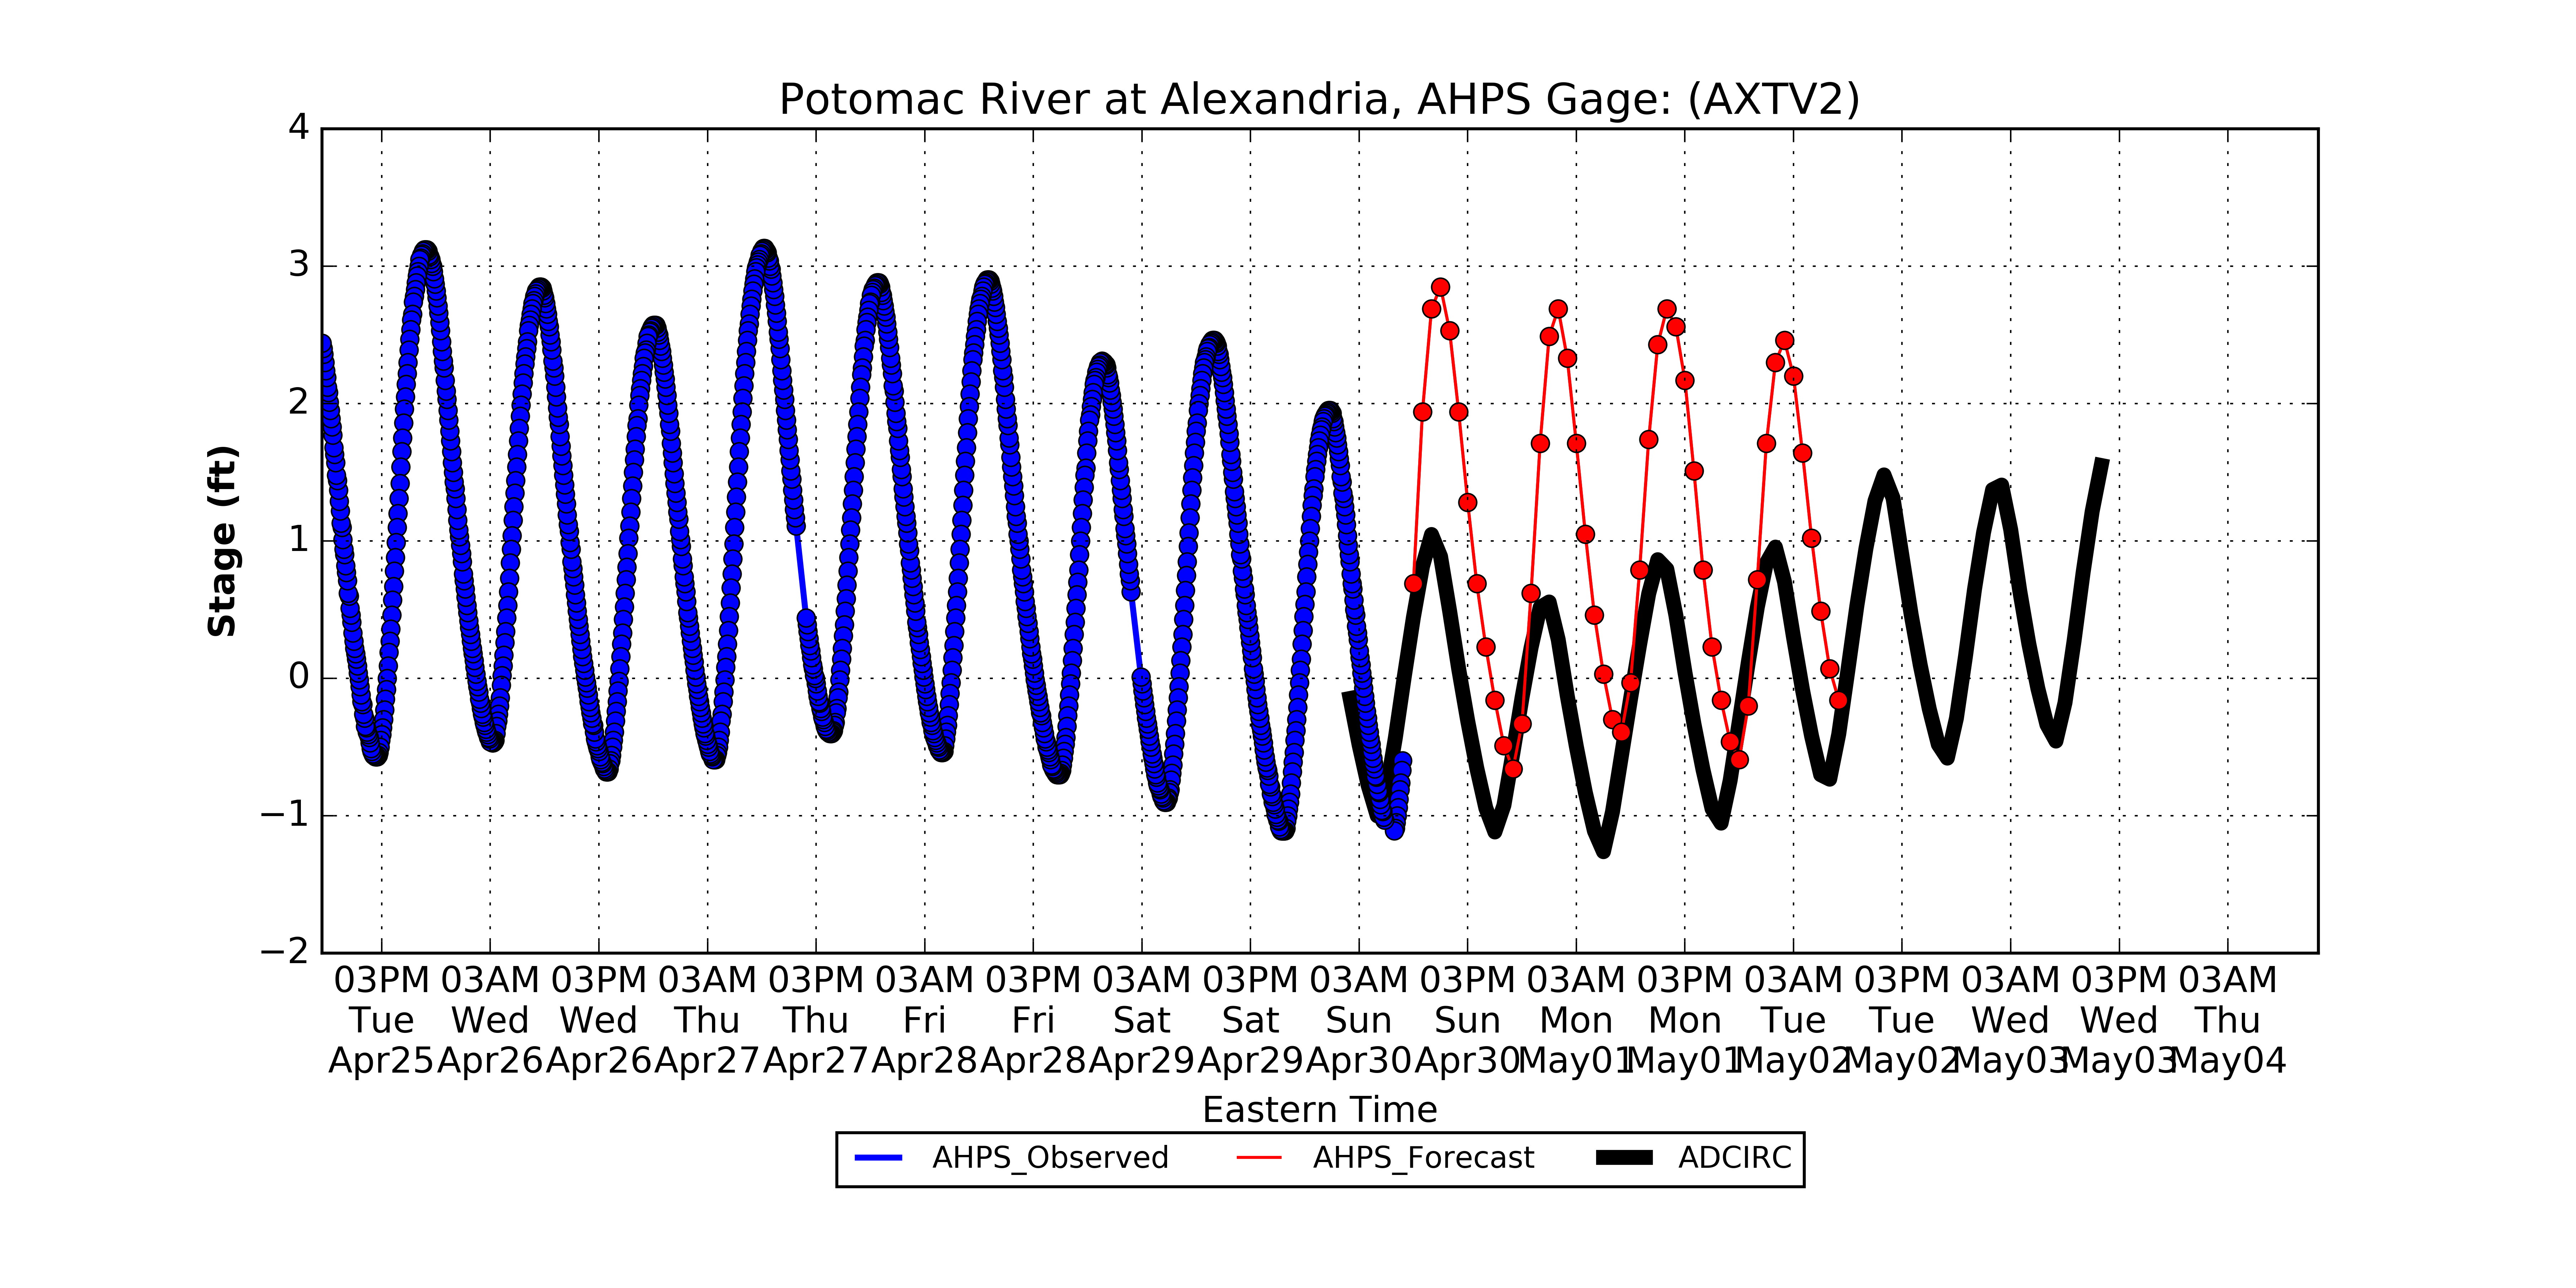 Potomac River at Alexandria, AHPS Gage: (AXTV2)
4
3
2
1
0
−1
−2
Stage (ft)
03PM 03AM 03PM 03AM 03PM 03AM 03PM 03AM 03PM 03AM 03PM 03AM 03PM 03AM 03PM 03AM 03PM 03AM
Tue Wed Wed Thu Thu Fri Fri Sat Sat Sun Sun Mon Mon Tue Tue Wed Wed Thu
Apr25 Apr26 Apr26 Apr27 Apr27 Apr28 Apr28 Apr29 Apr29 Apr30 Apr30 May01 May01 May02 May02 May03 May03 May04
Eastern Time
AHPS_Observed AHPS_Forecast ADCIRC